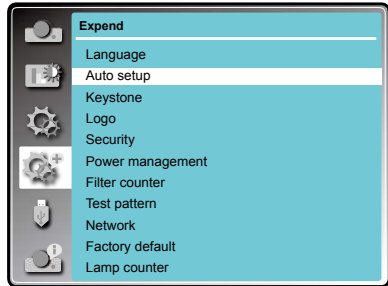 Expend
Language
Auto setup
Keystone
Logo
Security
Power management
Filter counter
Test pattern
Network
Factory default
Lamp counter